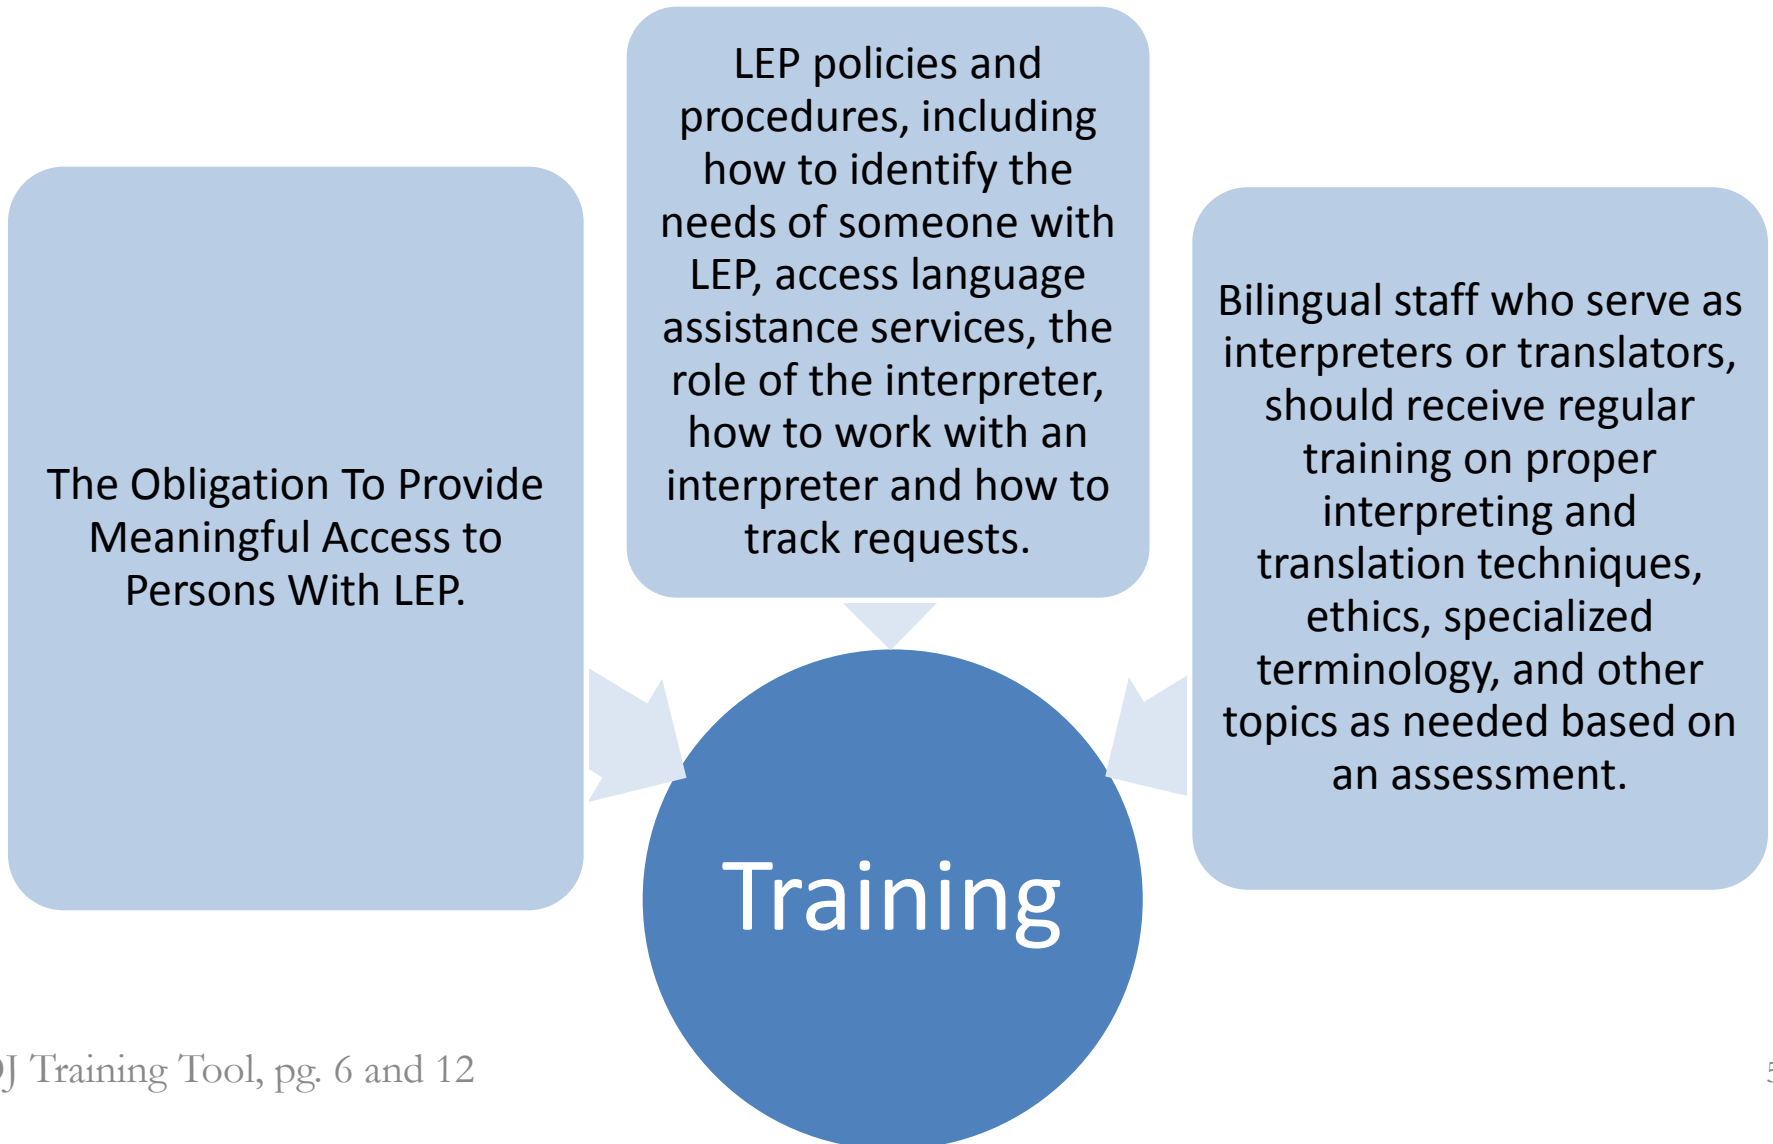 The Obligation To Provide
Meaningful Access to
Persons With LEP.
LEP policies and
procedures, including
how to identify the
needs of someone with
LEP, access language
assistance services, the
role of the interpreter,
how to work with an
interpreter and how to
track requests.
Bilingual staff who serve as
interpreters or translators,
should receive regular
training on proper
interpreting and
translation techniques,
ethics, specialized
terminology, and other
topics as needed based on
an assessment.
Training
J Training Tool, pg. 6 and 12